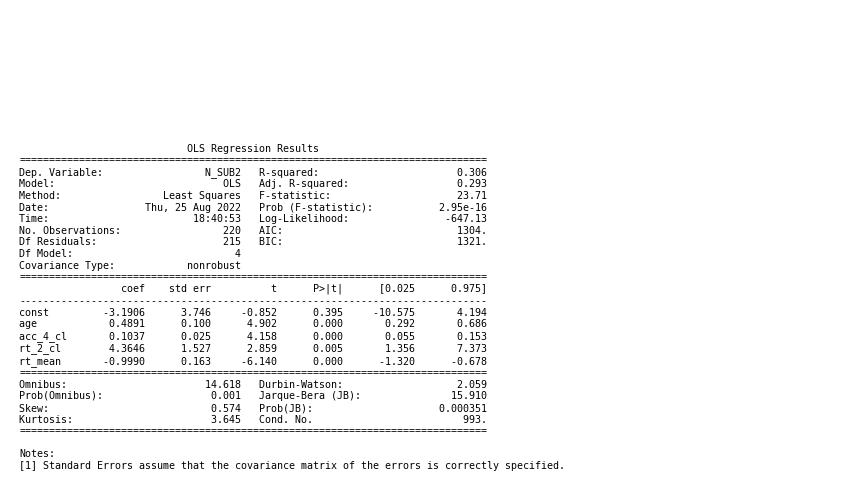 OLS Regression Results
==============================================================================
Dep. Variable:                 N_SUB2   R-squared:                       0.306
Model:                            OLS   Adj. R-squared:                  0.293
Method:                 Least Squares   F-statistic:                     23.71
Date:                Thu, 25 Aug 2022   Prob (F-statistic):           2.95e-16
Time:                        18:40:53   Log-Likelihood:                -647.13
No. Observations:                 220   AIC:                             1304.
Df Residuals:                     215   BIC:                             1321.
Df Model:                           4
Covariance Type:            nonrobust
==============================================================================
                 coef    std err          t      P>|t|      [0.025      0.975]
------------------------------------------------------------------------------
const         -3.1906      3.746     -0.852      0.395     -10.575       4.194
age            0.4891      0.100      4.902      0.000       0.292       0.686
acc_4_cl       0.1037      0.025      4.158      0.000       0.055       0.153
rt_2_cl        4.3646      1.527      2.859      0.005       1.356       7.373
rt_mean       -0.9990      0.163     -6.140      0.000      -1.320      -0.678
==============================================================================
Omnibus:                       14.618   Durbin-Watson:                   2.059
Prob(Omnibus):                  0.001   Jarque-Bera (JB):               15.910
Skew:                           0.574   Prob(JB):                     0.000351
Kurtosis:                       3.645   Cond. No.                         993.
==============================================================================
Notes:
[1] Standard Errors assume that the covariance matrix of the errors is correctly specified.